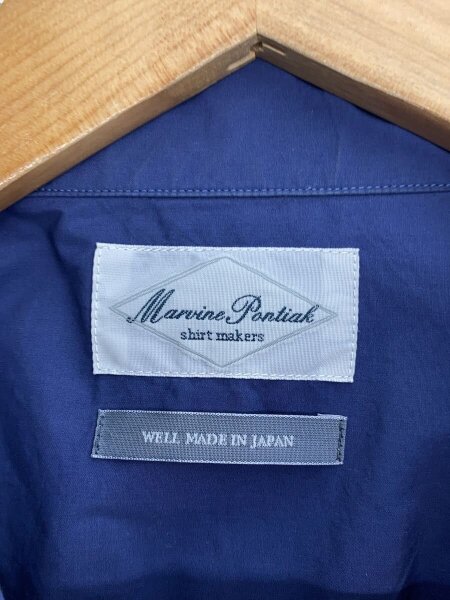 Marvine Pontiak
shirt makers
WELL MADE IN JAPAN